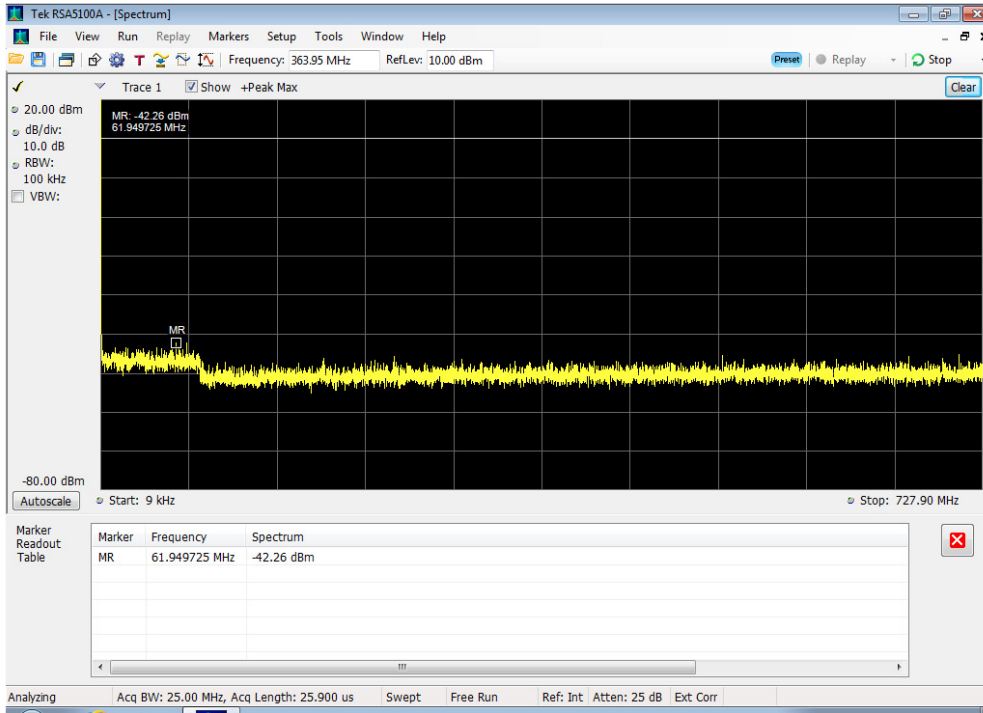 Tek RSA5100A - [Spectrum]
File View Run Replay Markers Setup Tools Window Help
T Frequency: 363.95 MHz RefLev: 10.00 dBm Preset Replay Stop
Trace 1 Show +Peak Max Clear
20.00 dBm
dB/div:
10.0 dB
RBW:
100 kHz
VBW:
MR: -42.26 dBm
61.949725 MHz
MR
-80.00 dBm
Autoscale Start: 9 kHz Stop: 727.90 MHz
Marker
Readout
Table
Marker Frequency Spectrum
MR 61.949725 MHz -42.26 dBm
Analyzing Acq BW: 25.00 MHz, Acq Length: 25.900 us Swept Free Run Ref: Int Atten: 25 dB Ext Corr